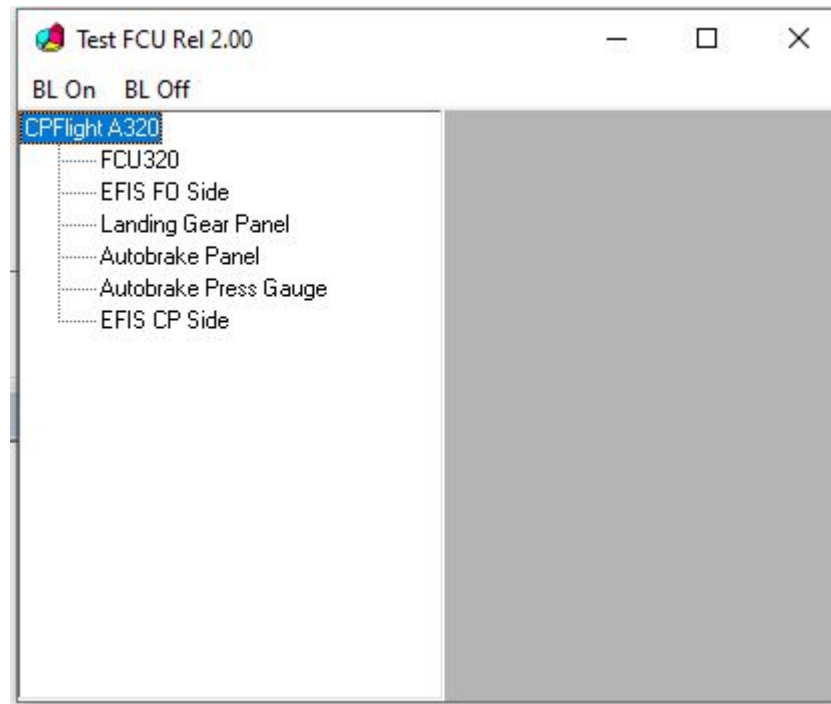 Test FCU Rel 2.00
BL On BL Off
CPFlight A320
FCU320
EFIS FO Side
Landing Gear Panel
Autobrake Panel
Autobrake Press Gauge
EFIS CP Side